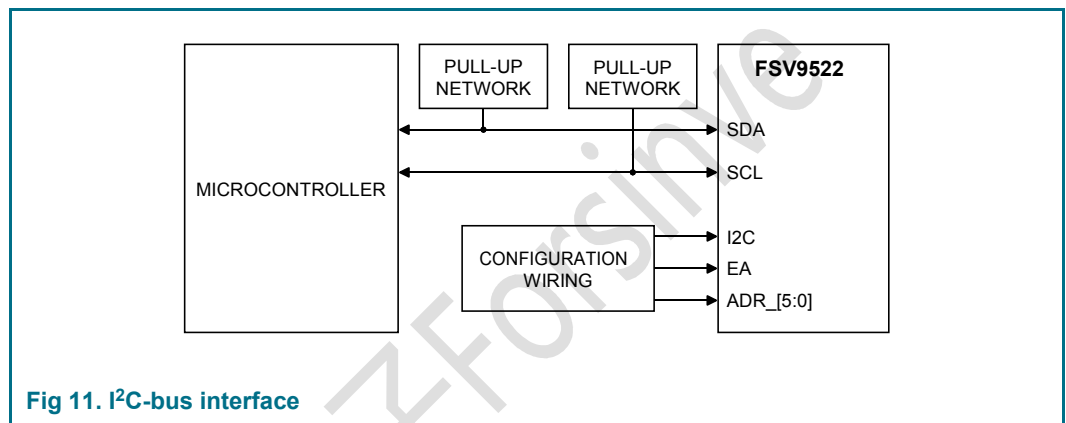 PULL-UP
NETWORK
PULL-UP
NETWORK
FSV9522
SDA
SCL
MICROCONTROLLER
I2C
CONFIGURATION
WIRING
EA
ADR_[5:0]
ZForsinve
Fig 11. I²C-bus interface